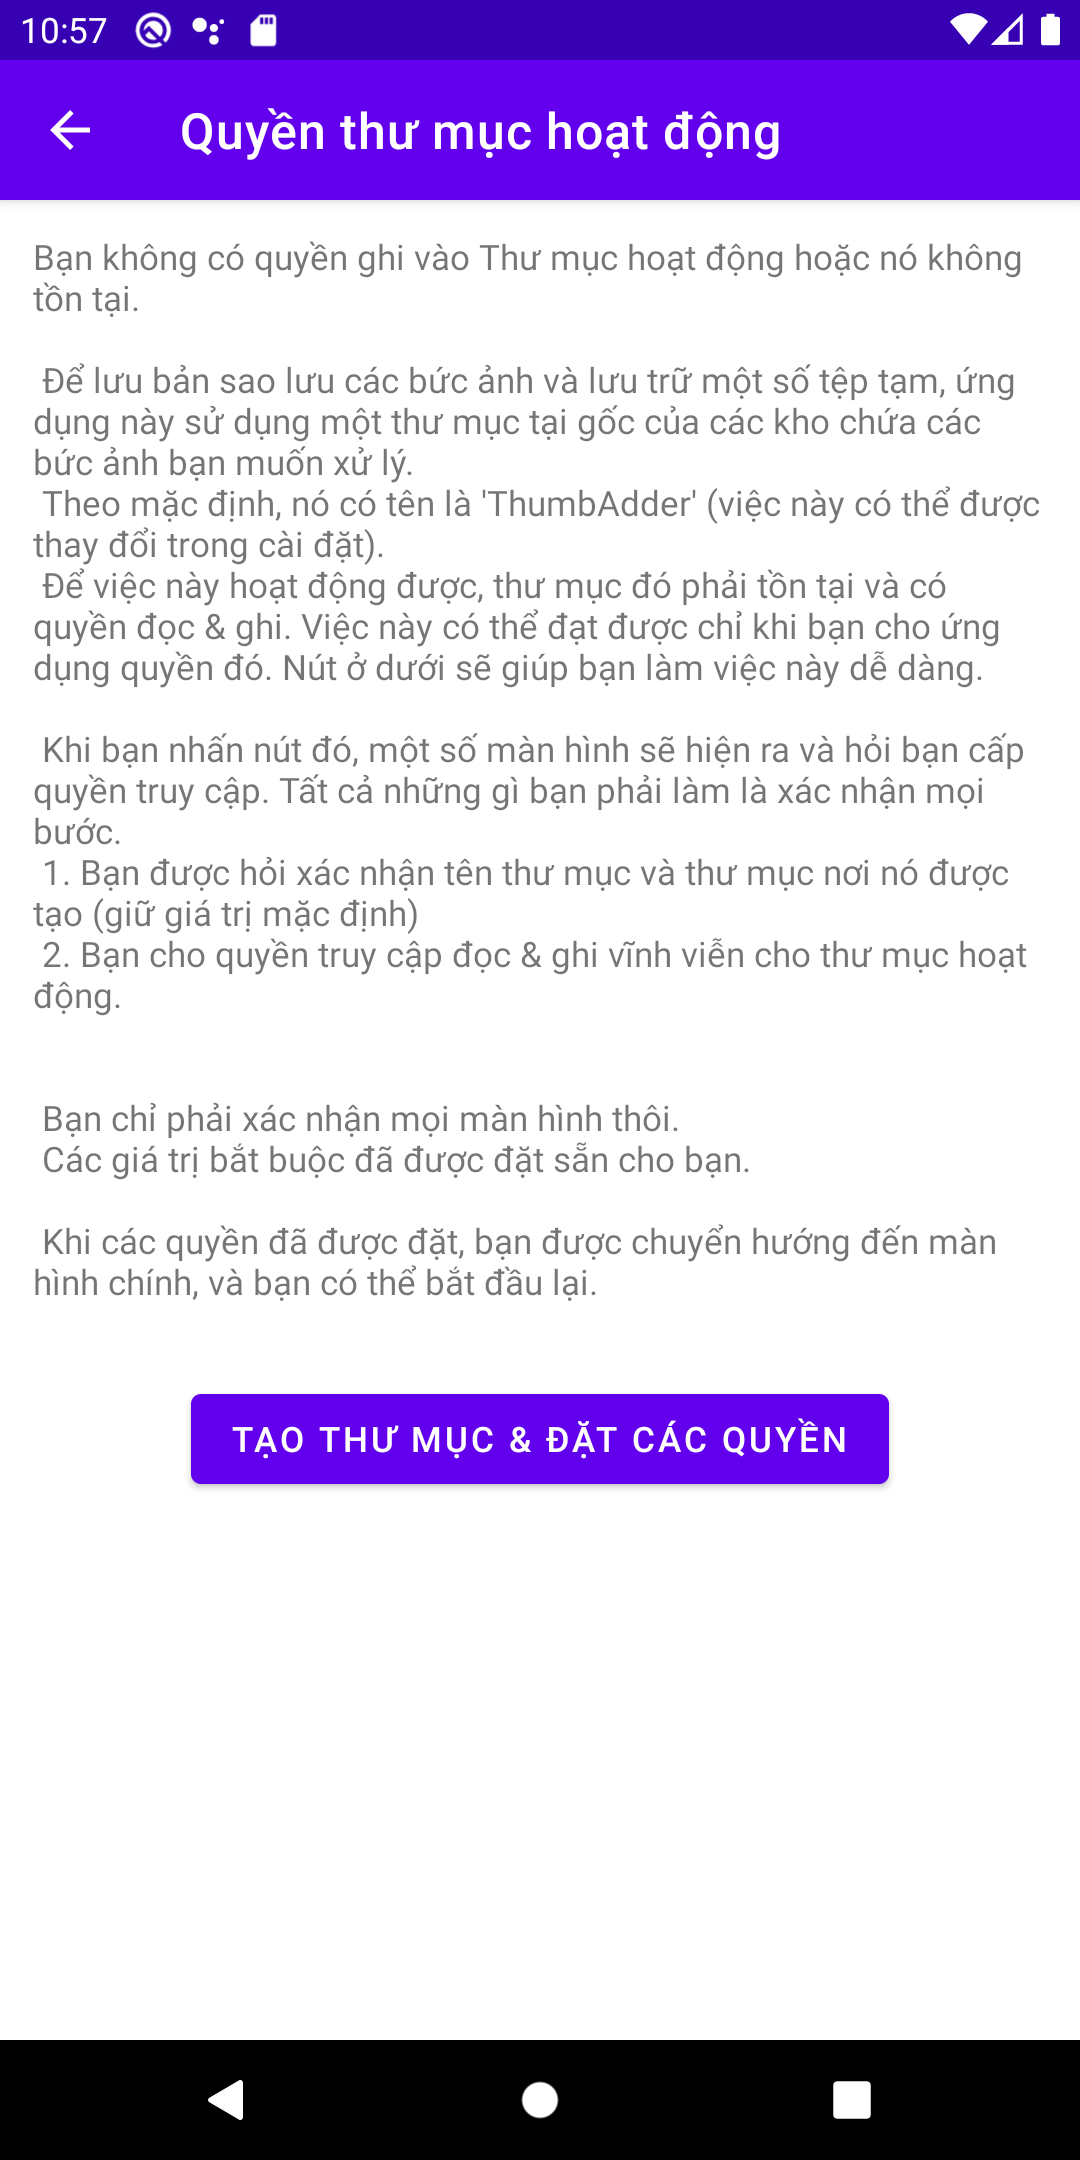 10:57
Quyền thư mục hoạt động
Bạn không có quyền ghi vào Thư mục hoạt động hoặc nó không
tồn tại.
Để lưu bản sao lưu các bức ảnh và lưu trữ một số tệp tạm, ứng
dụng này sử dụng một thư mục tại gốc của các kho chứa các
bức ảnh bạn muốn xử lý.
Theo mặc định, nó có tên là 'ThumbAdder' (việc này có thể được
thay đổi trong cài đặt).
Để việc này hoạt động được, thư mục đó phải tồn tại và có
quyền đọc & ghi. Việc này có thể đạt được chỉ khi bạn cho ứng
dụng quyền đó. Nút ở dưới sẽ giúp bạn làm việc này dễ dàng.
Khi bạn nhấn nút đó, một số màn hình sẽ hiện ra và hỏi bạn cấp
quyền truy cập. Tất cả những gì bạn phải làm là xác nhận mọi
bước.
1. Bạn được hỏi xác nhận tên thư mục và thư mục nơi nó được
tạo (giữ giá trị mặc định)
2. Bạn cho quyền truy cập đọc & ghi vĩnh viễn cho thư mục hoạt
động.
Bạn chỉ phải xác nhận mọi màn hình thôi.
Các giá trị bắt buộc đã được đặt sẵn cho bạn.
Khi các quyền đã được đặt, bạn được chuyển hướng đến màn
hình chính, và bạn có thể bắt đầu lại.
TẠO THƯ MỤC & ĐẶT CÁC QUYỀN